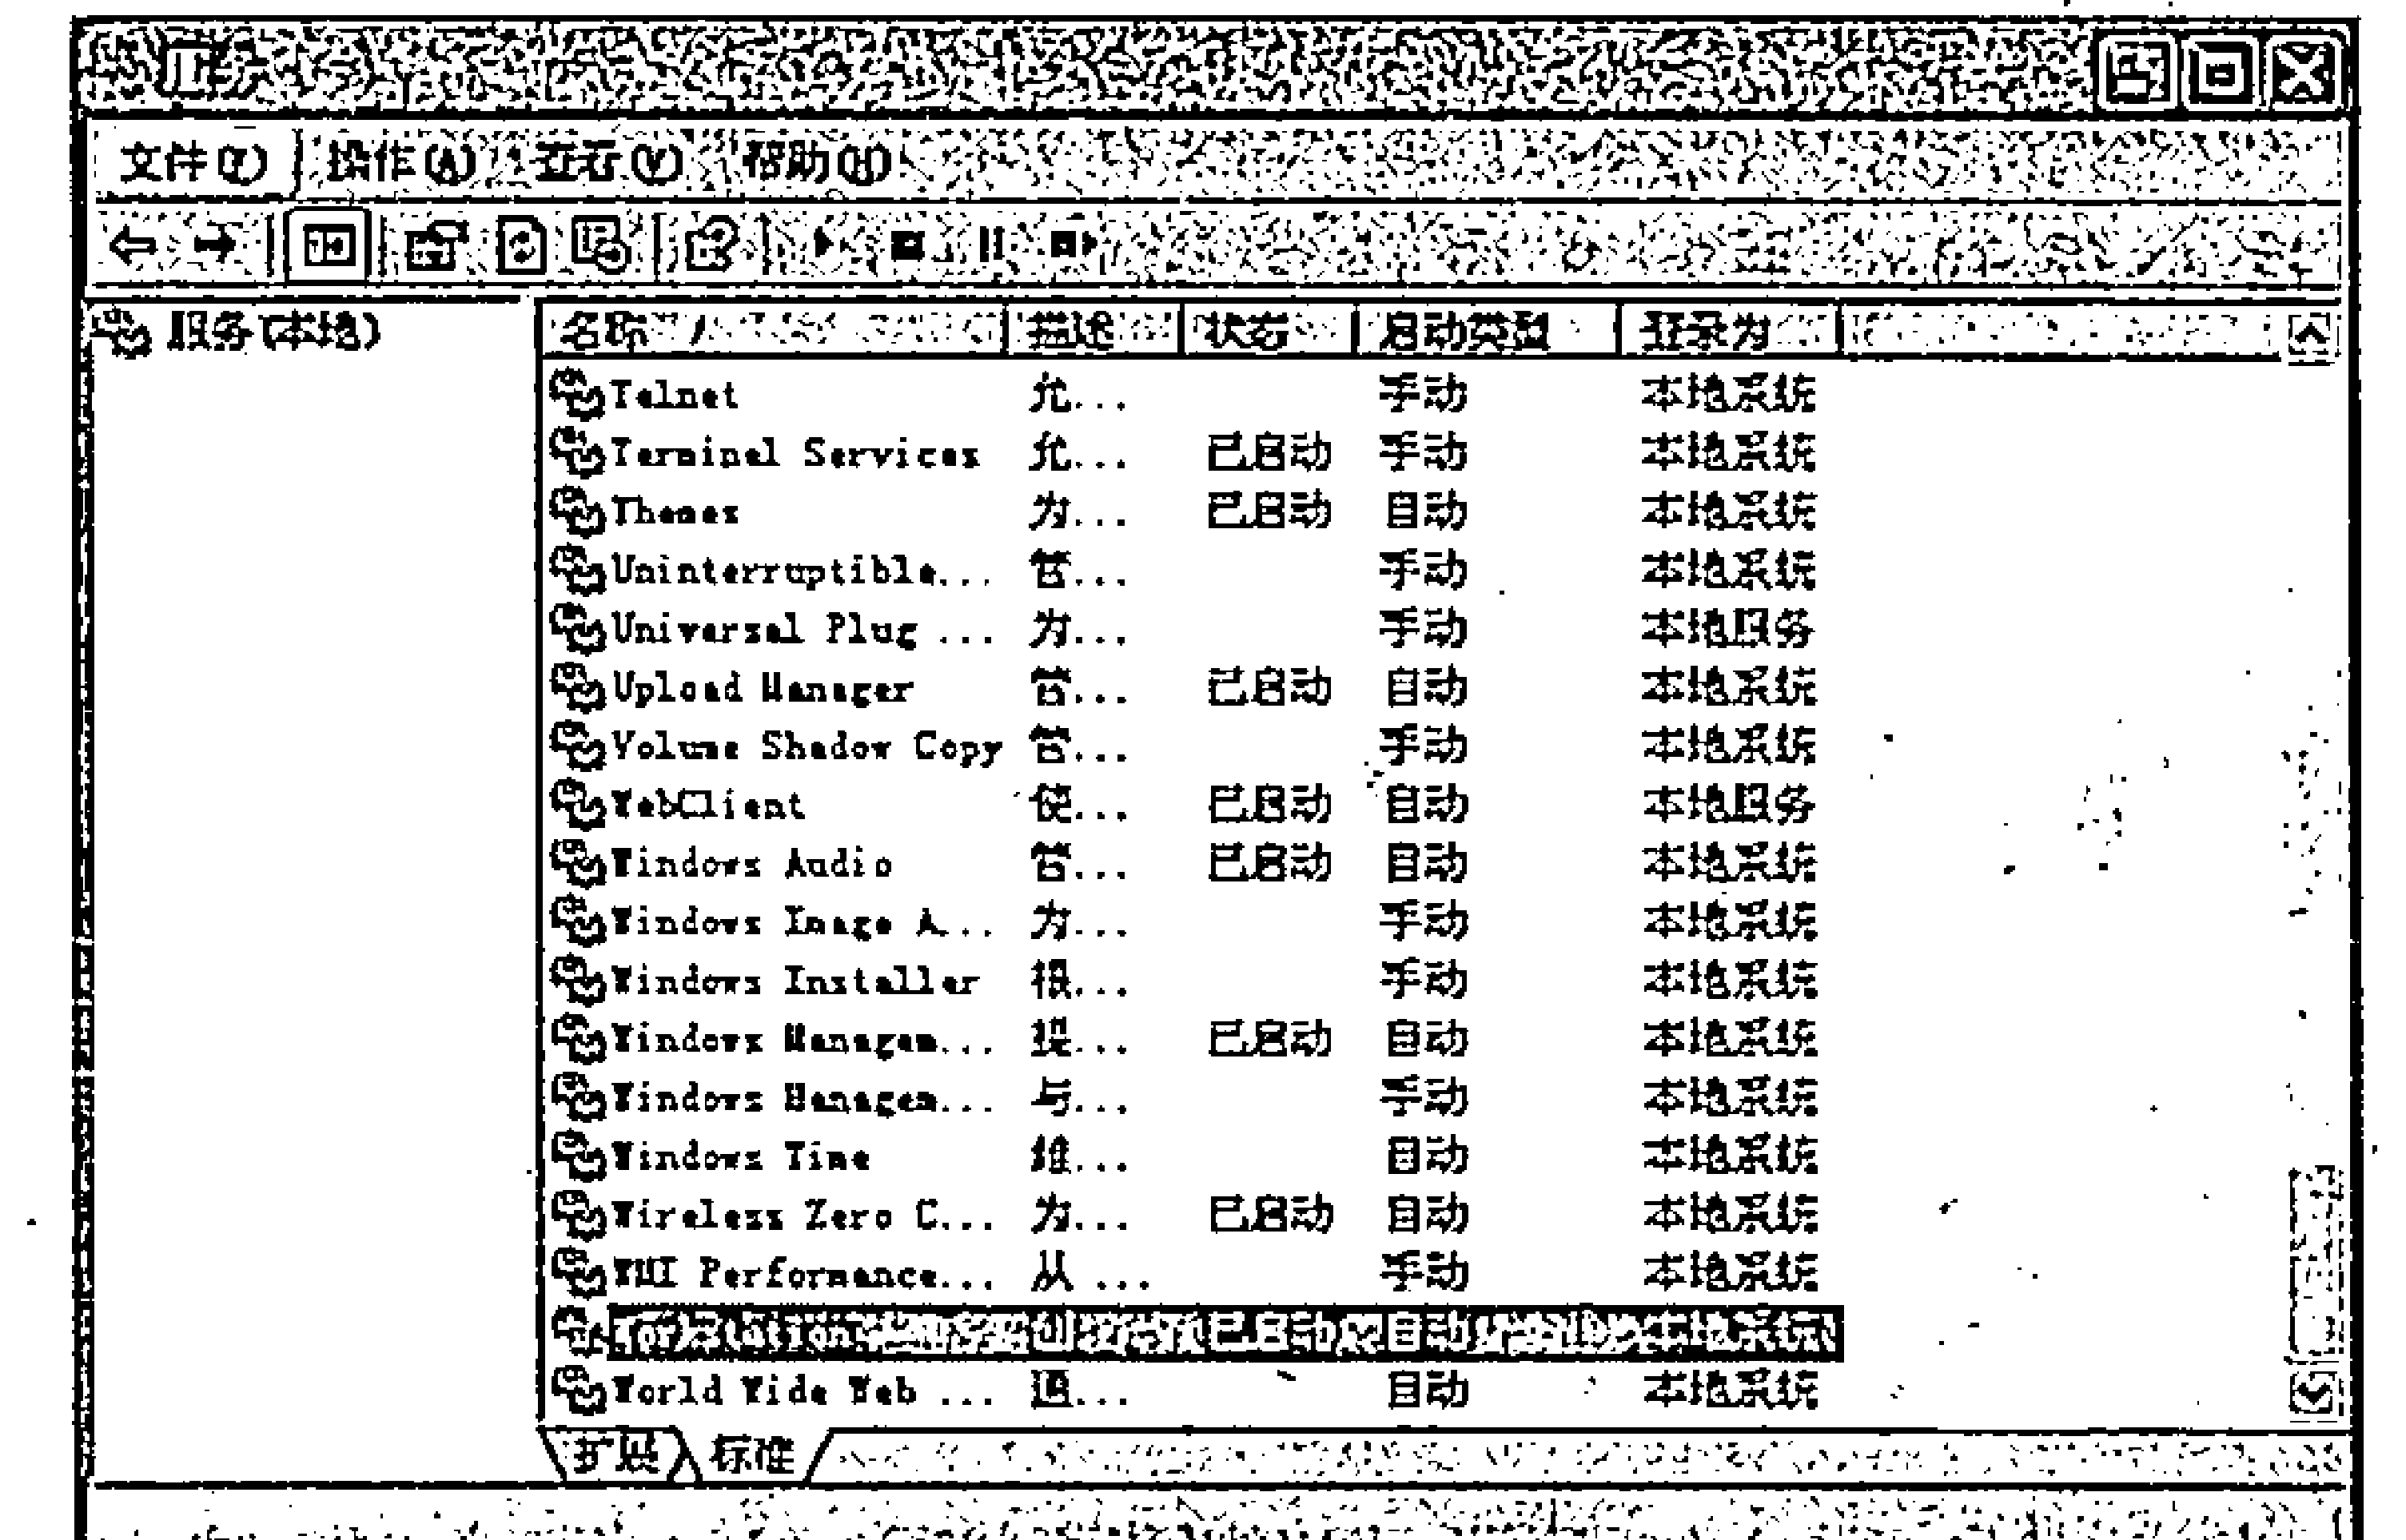 服务
文件(F) 操作(A) 查看(V) 帮助(H)
服务(本地)
名称 描述 状态 启动类型 登录为
Telnet 允... 手动 本地系统
Terminal Services 允... 已启动 手动 本地系统
Themes 为... 已启动 自动 本地系统
Uninterruptible... 管... 手动 本地系统
Universal Plug ... 为... 手动 本地服务
Upload Manager 管... 已启动 自动 本地系统
Volume Shadow Copy 管... 手动 本地系统
WebClient 使... 已启动 自动 本地服务
Windows Audio 管... 已启动 自动 本地系统
Windows Image A... 为... 手动 本地系统
Windows Installer 根... 手动 本地系统
Windows Managem... 提... 已启动 自动 本地系统
Windows Managem... 与... 手动 本地系统
Windows Time 维... 自动 本地系统
Wireless Zero C... 为... 已启动 自动 本地系统
WMI Performance... 从 ... 手动 本地系统
Workstation 创... 已启动 自动 本地系统
World Wide Web ... 通... 自动 本地系统
扩展 标准